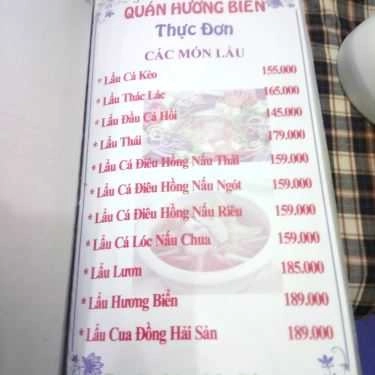 QUÁN HƯƠNG BIỂN
Thực Đơn
CÁC MÓN LẨU
* Lẩu Cá Kèo 155.000
* Lẩu Thác Lác 165.000
* Lẩu Đầu Cá Hồi 145.000
* Lẩu Thái 179.000
* Lẩu Cá Điêu Hồng Nấu Thái 159.000
* Lẩu Cá Điêu Hồng Nấu Ngót 159.000
* Lẩu Cá Điêu Hồng Nấu Riêu 159.000
* Lẩu Cá Lóc Nấu Chua 159.000
* Lẩu Lươn 185.000
* Lẩu Hương Biển 189.000
* Lẩu Cua Đồng Hải Sản 189.000